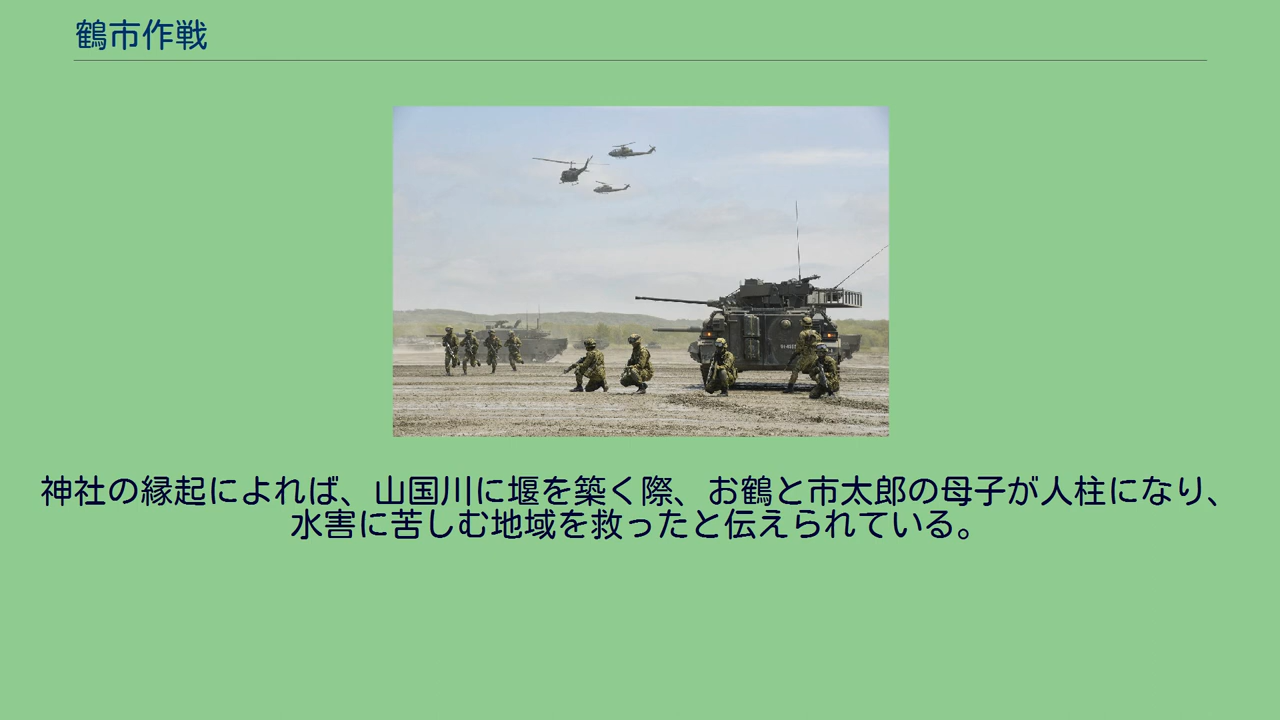 鶴市作戦
神社の縁起によれば、山国川に堰を築く際、お鶴と市太郎の母子が人柱になり、
水害に苦しむ地域を救ったと伝えられている。